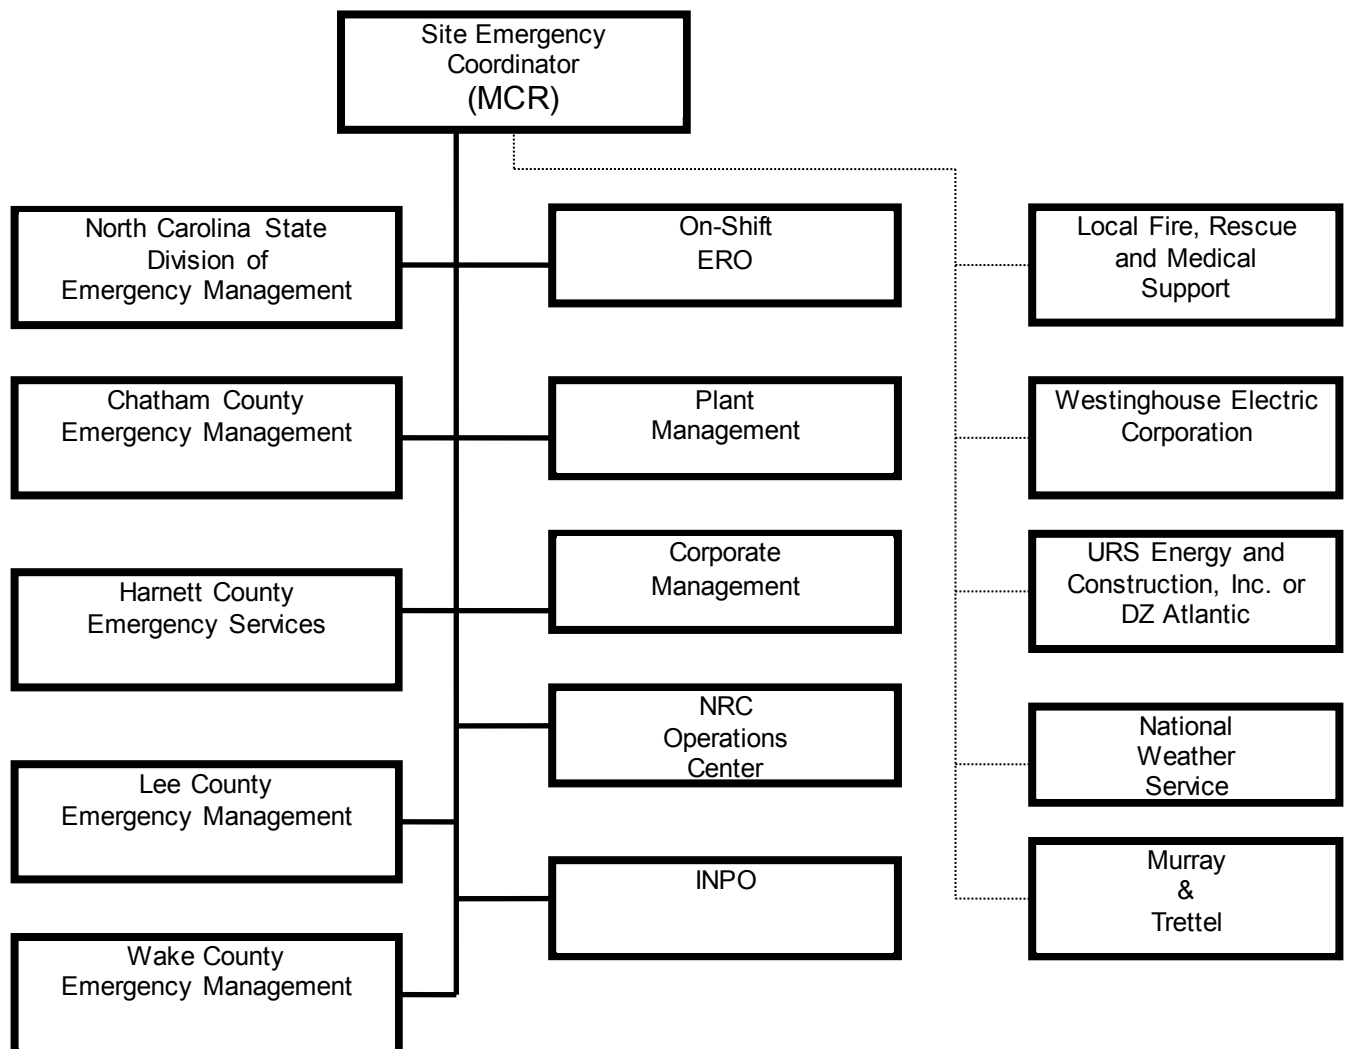 Site Emergency
Coordinator
(MCR)
North Carolina State
Division of
Emergency Management
On-Shift
ERO
Local Fire, Rescue
and Medical
Support
Chatham County
Emergency Management
Plant
Management
Westinghouse Electric
Corporation
Harnett County
Emergency Services
Corporate
Management
URS Energy and
Construction, Inc. or
DZ Atlantic
Lee County
Emergency Management
NRC
Operations
Center
National
Weather
Service
Wake County
Emergency Management
INPO
Murray
&
Trettel